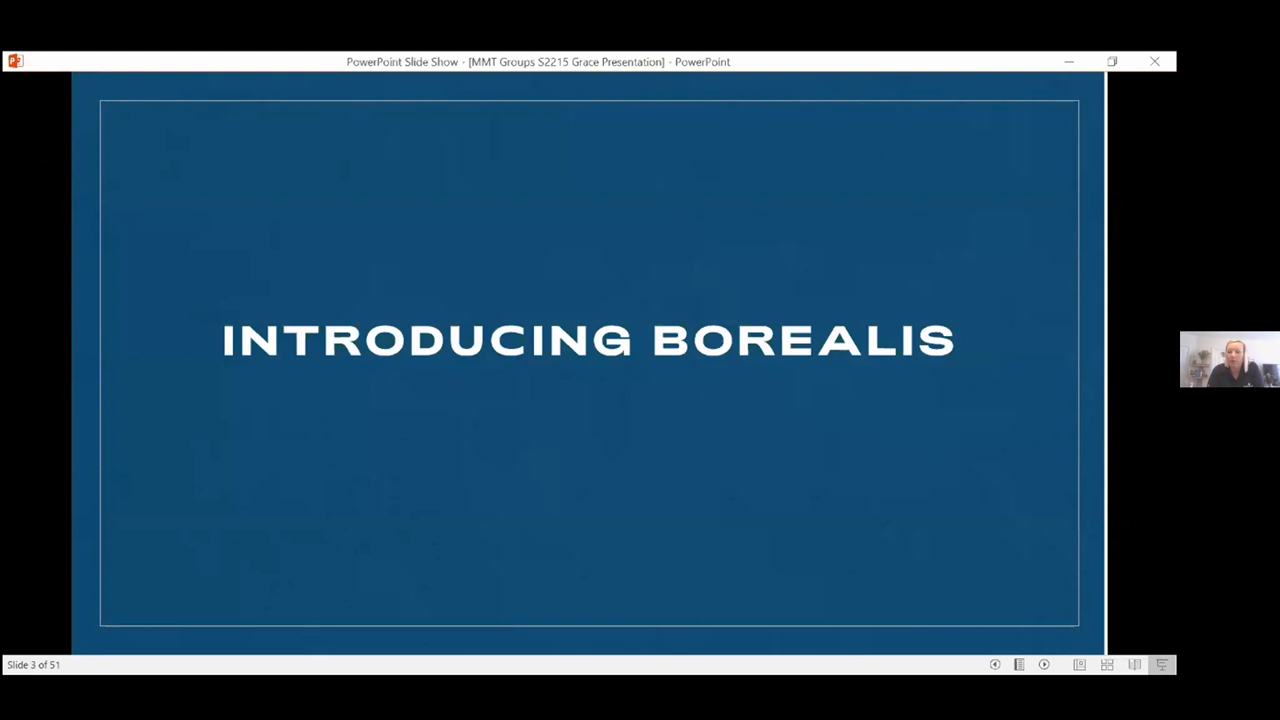 PowerPoint Slide Show - [MMT Groups S2215 Grace Presentation] - PowerPoint
INTRODUCING BOREALIS
Slide 3 of 51